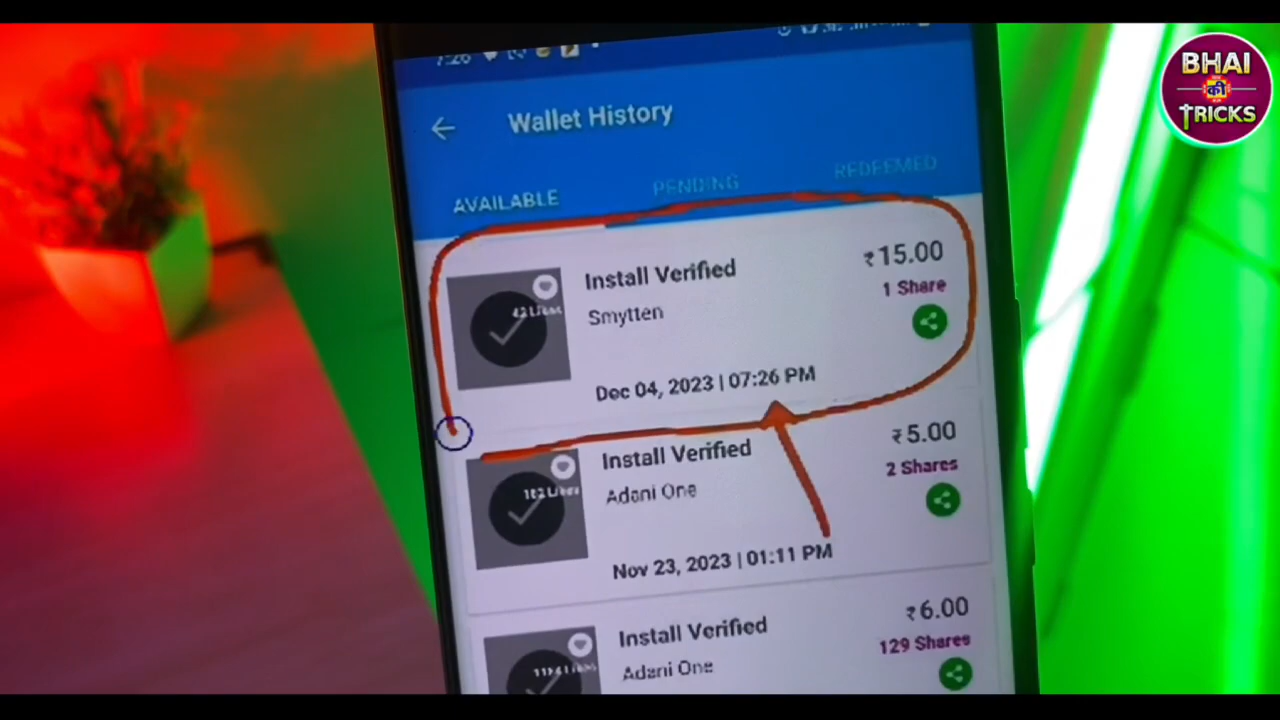 BHAI
की
TRICKS
7:26
Wallet History
AVAILABLE
PENDING
REDEEMED
Install Verified
₹15.00
Smytten
1 Share
Dec 04, 2023 | 07:26 PM
Install Verified
₹5.00
Adani One
2 Shares
Nov 23, 2023 | 01:11 PM
Install Verified
₹6.00
Adani One
129 Shares